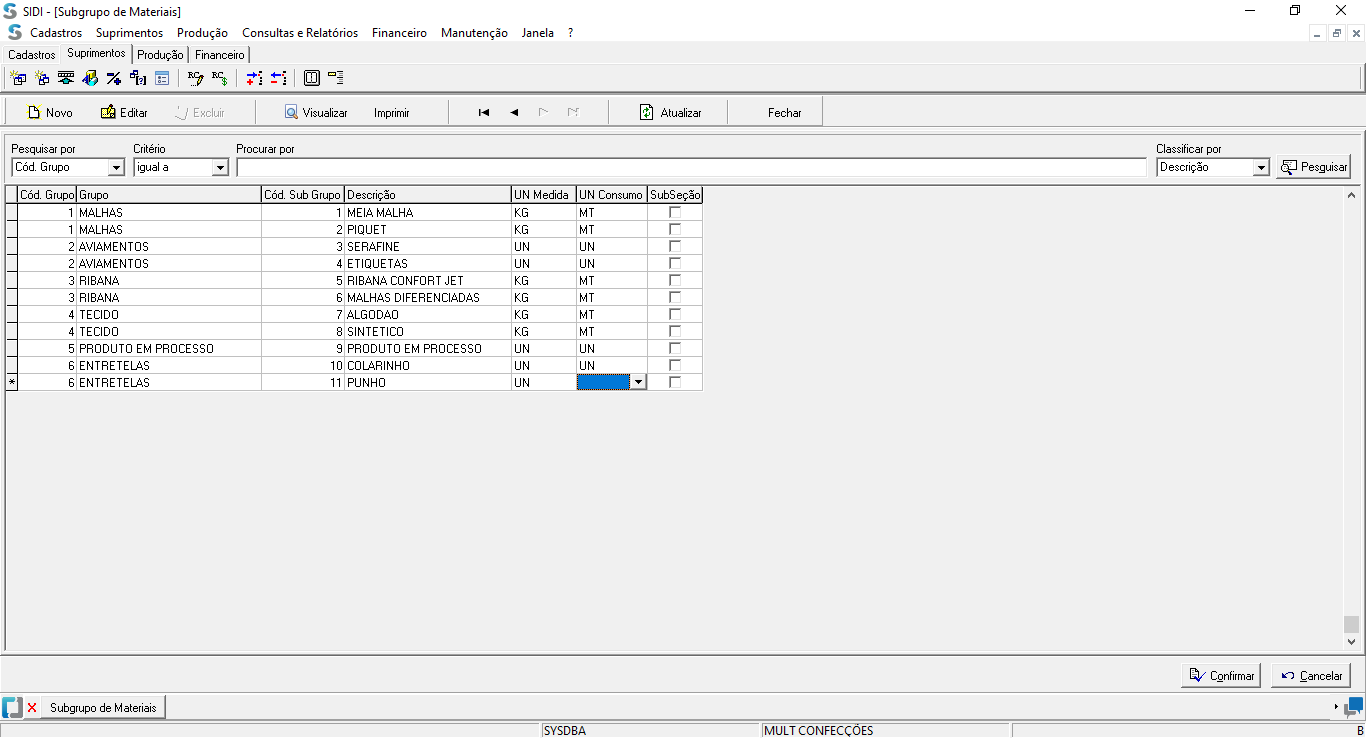 SIDI - [Subgrupo de Materiais]
Cadastros Suprimentos Produção Consultas e Relatórios Financeiro Manutenção Janela ?
Cadastros Suprimentos Produção Financeiro
Novo Editar Excluir Visualizar Imprimir Atualizar Fechar
Pesquisar por Critério Procurar por Classificar por
Cód. Grupo igual a Descrição Pesquisar
Cód. Grupo Grupo Cód. Sub Grupo Descrição UN Medida UN Consumo SubSeção
1 MALHAS 1 MEIA MALHA KG MT
1 MALHAS 2 PIQUET KG MT
2 AVIAMENTOS 3 SERAFINE UN UN
2 AVIAMENTOS 4 ETIQUETAS UN UN
3 RIBANA 5 RIBANA CONFORT JET KG MT
3 RIBANA 6 MALHAS DIFERENCIADAS KG MT
4 TECIDO 7 ALGODAO KG MT
4 TECIDO 8 SINTETICO KG MT
5 PRODUTO EM PROCESSO 9 PRODUTO EM PROCESSO UN UN
6 ENTRETELAS 10 COLARINHO UN UN
* 6 ENTRETELAS 11 PUNHO UN
Confirmar Cancelar
Subgrupo de Materiais
SYSDBA MULT CONFECÇÕES B